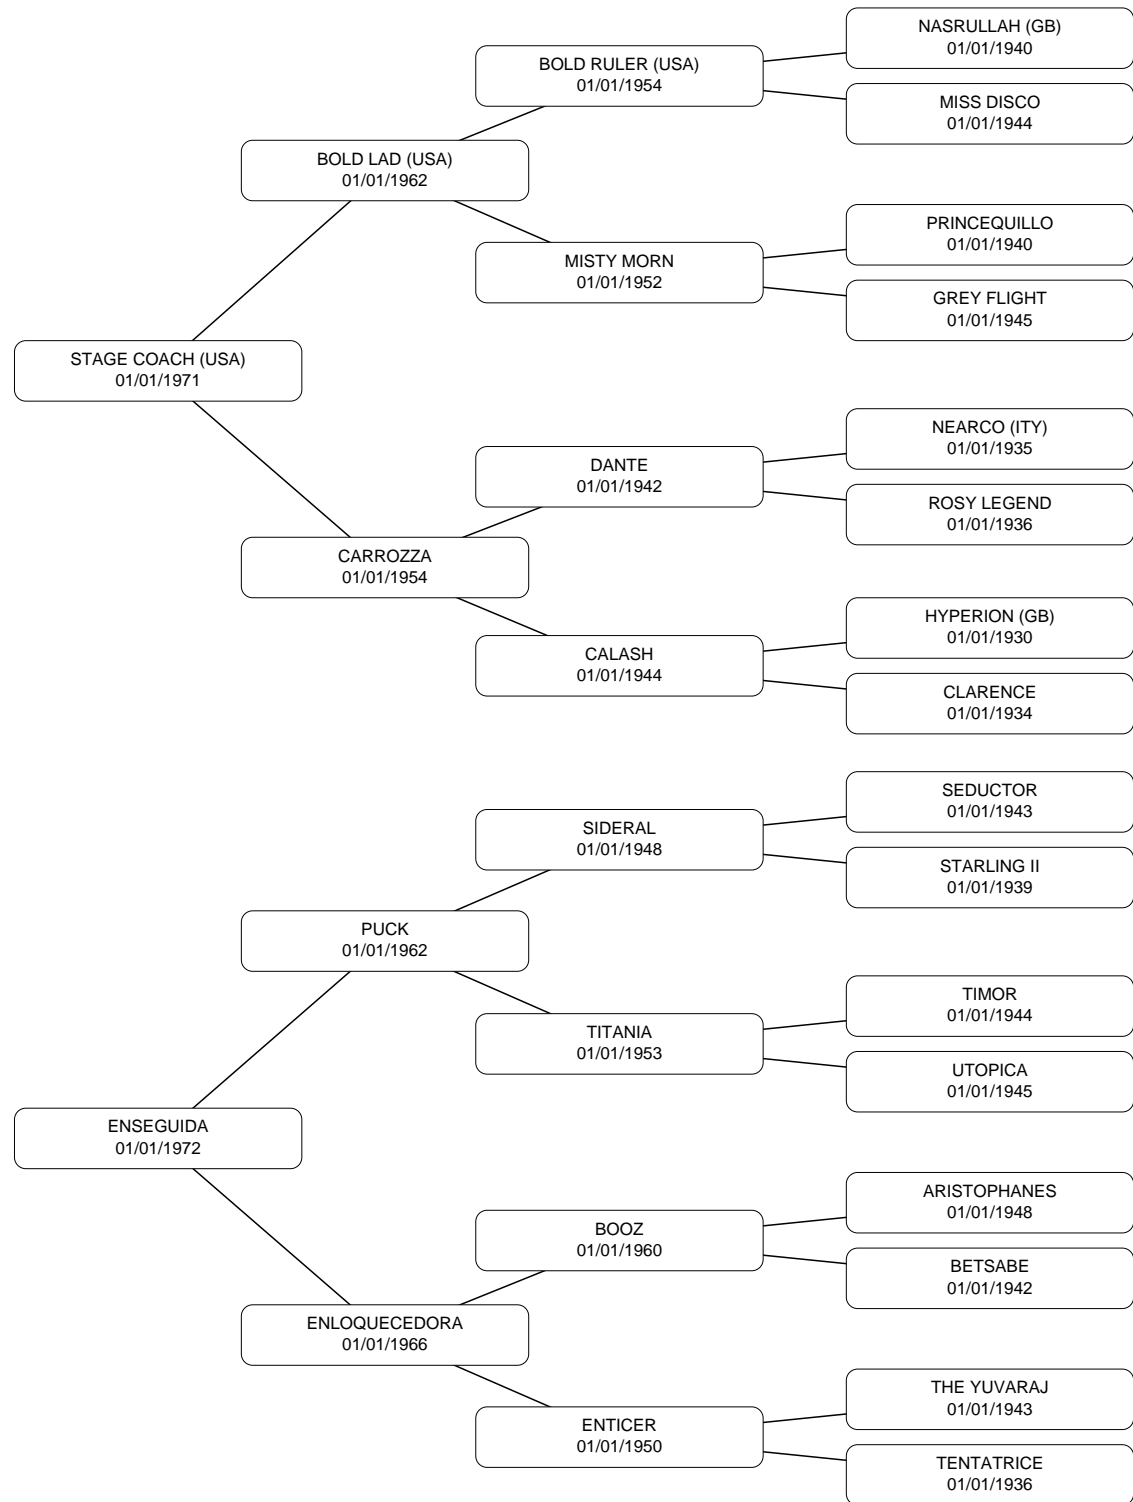 NASRULLAH (GB)
01/01/1940
BOLD RULER (USA)
01/01/1954
MISS DISCO
01/01/1944
BOLD LAD (USA)
01/01/1962
PRINCEQUILLO
01/01/1940
MISTY MORN
01/01/1952
GREY FLIGHT
01/01/1945
STAGE COACH (USA)
01/01/1971
NEARCO (ITY)
01/01/1935
DANTE
01/01/1942
ROSY LEGEND
01/01/1936
CARROZZA
01/01/1954
HYPERION (GB)
01/01/1930
CALASH
01/01/1944
CLARENCE
01/01/1934
SEDUCTOR
01/01/1943
SIDERAL
01/01/1948
STARLING II
01/01/1939
PUCK
01/01/1962
TIMOR
01/01/1944
TITANIA
01/01/1953
UTOPICA
01/01/1945
ENSEGUIDA
01/01/1972
ARISTOPHANES
01/01/1948
BOOZ
01/01/1960
BETSABE
01/01/1942
ENLOQUECEDORA
01/01/1966
THE YUVARAJ
01/01/1943
ENTICER
01/01/1950
TENTATRICE
01/01/1936